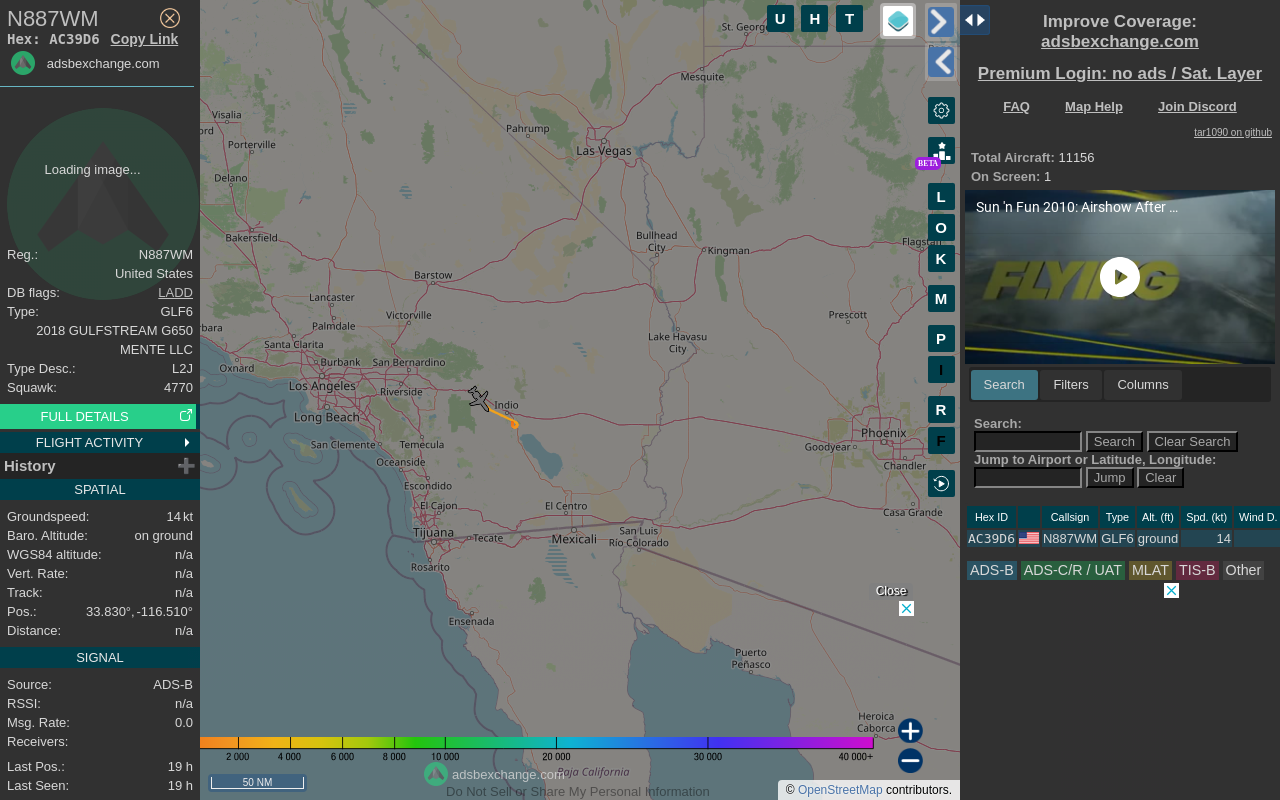 N887WM
Hex: AC39D6 Copy Link
adsbexchange.com
Loading image...
Reg.: N887WM
United States
DB flags: LADD
Type: GLF6
2018 GULFSTREAM G650
MENTE LLC
Type Desc.: L2J
Squawk: 4770
FULL DETAILS
FLIGHT ACTIVITY
History
SPATIAL
Groundspeed: 14 kt
Baro. Altitude: on ground
WGS84 altitude: n/a
Vert. Rate: n/a
Track: n/a
Pos.: 33.830°, -116.510°
Distance: n/a
SIGNAL
Source: ADS-B
RSSI: n/a
Msg. Rate: 0.0
Receivers:
Last Pos.: 19 h
Last Seen: 19 h
U H T
St. George
Mesquite
Visalia
ord
Porterville
Delano
Pahrump
Las Vegas
Bakersfield
Bullhead
City
Kingman
Flagstaff
Barstow
Lancaster
Palmdale
Victorville
Prescott
Lake Havasu
City
rbara
Santa Clarita
Oxnard
Burbank
San Bernardino
Los Angeles
Riverside
Indio
Long Beach
San Clemente
Temecula
Phoenix
Goodyear
Chandler
Oceanside
Escondido
El Cajon
El Centro
Casa Grande
Tijuana
Tecate
Mexicali
San Luis
Río Colorado
Rosarito
Ensenada
Puerto
Peñasco
Heroica
Caborca
Baja California
BETA
L
O
K
M
P
I
R
F
Close
2 000 4 000 6 000 8 000 10 000 20 000 30 000 40 000+
50 NM
adsbexchange.com
Do Not Sell or Share My Personal Information
© OpenStreetMap contributors.
Improve Coverage:
adsbexchange.com
Premium Login: no ads / Sat. Layer
FAQ Map Help Join Discord
tar1090 on github
Total Aircraft: 11156
On Screen: 1
Sun 'n Fun 2010: Airshow After ...
FLYING
Search Filters Columns
Search:
Search Clear Search
Jump to Airport or Latitude, Longitude:
Jump Clear
Hex ID Callsign Type Alt. (ft) Spd. (kt) Wind D.
AC39D6 N887WM GLF6 ground 14
ADS-B ADS-C/R / UAT MLAT TIS-B Other